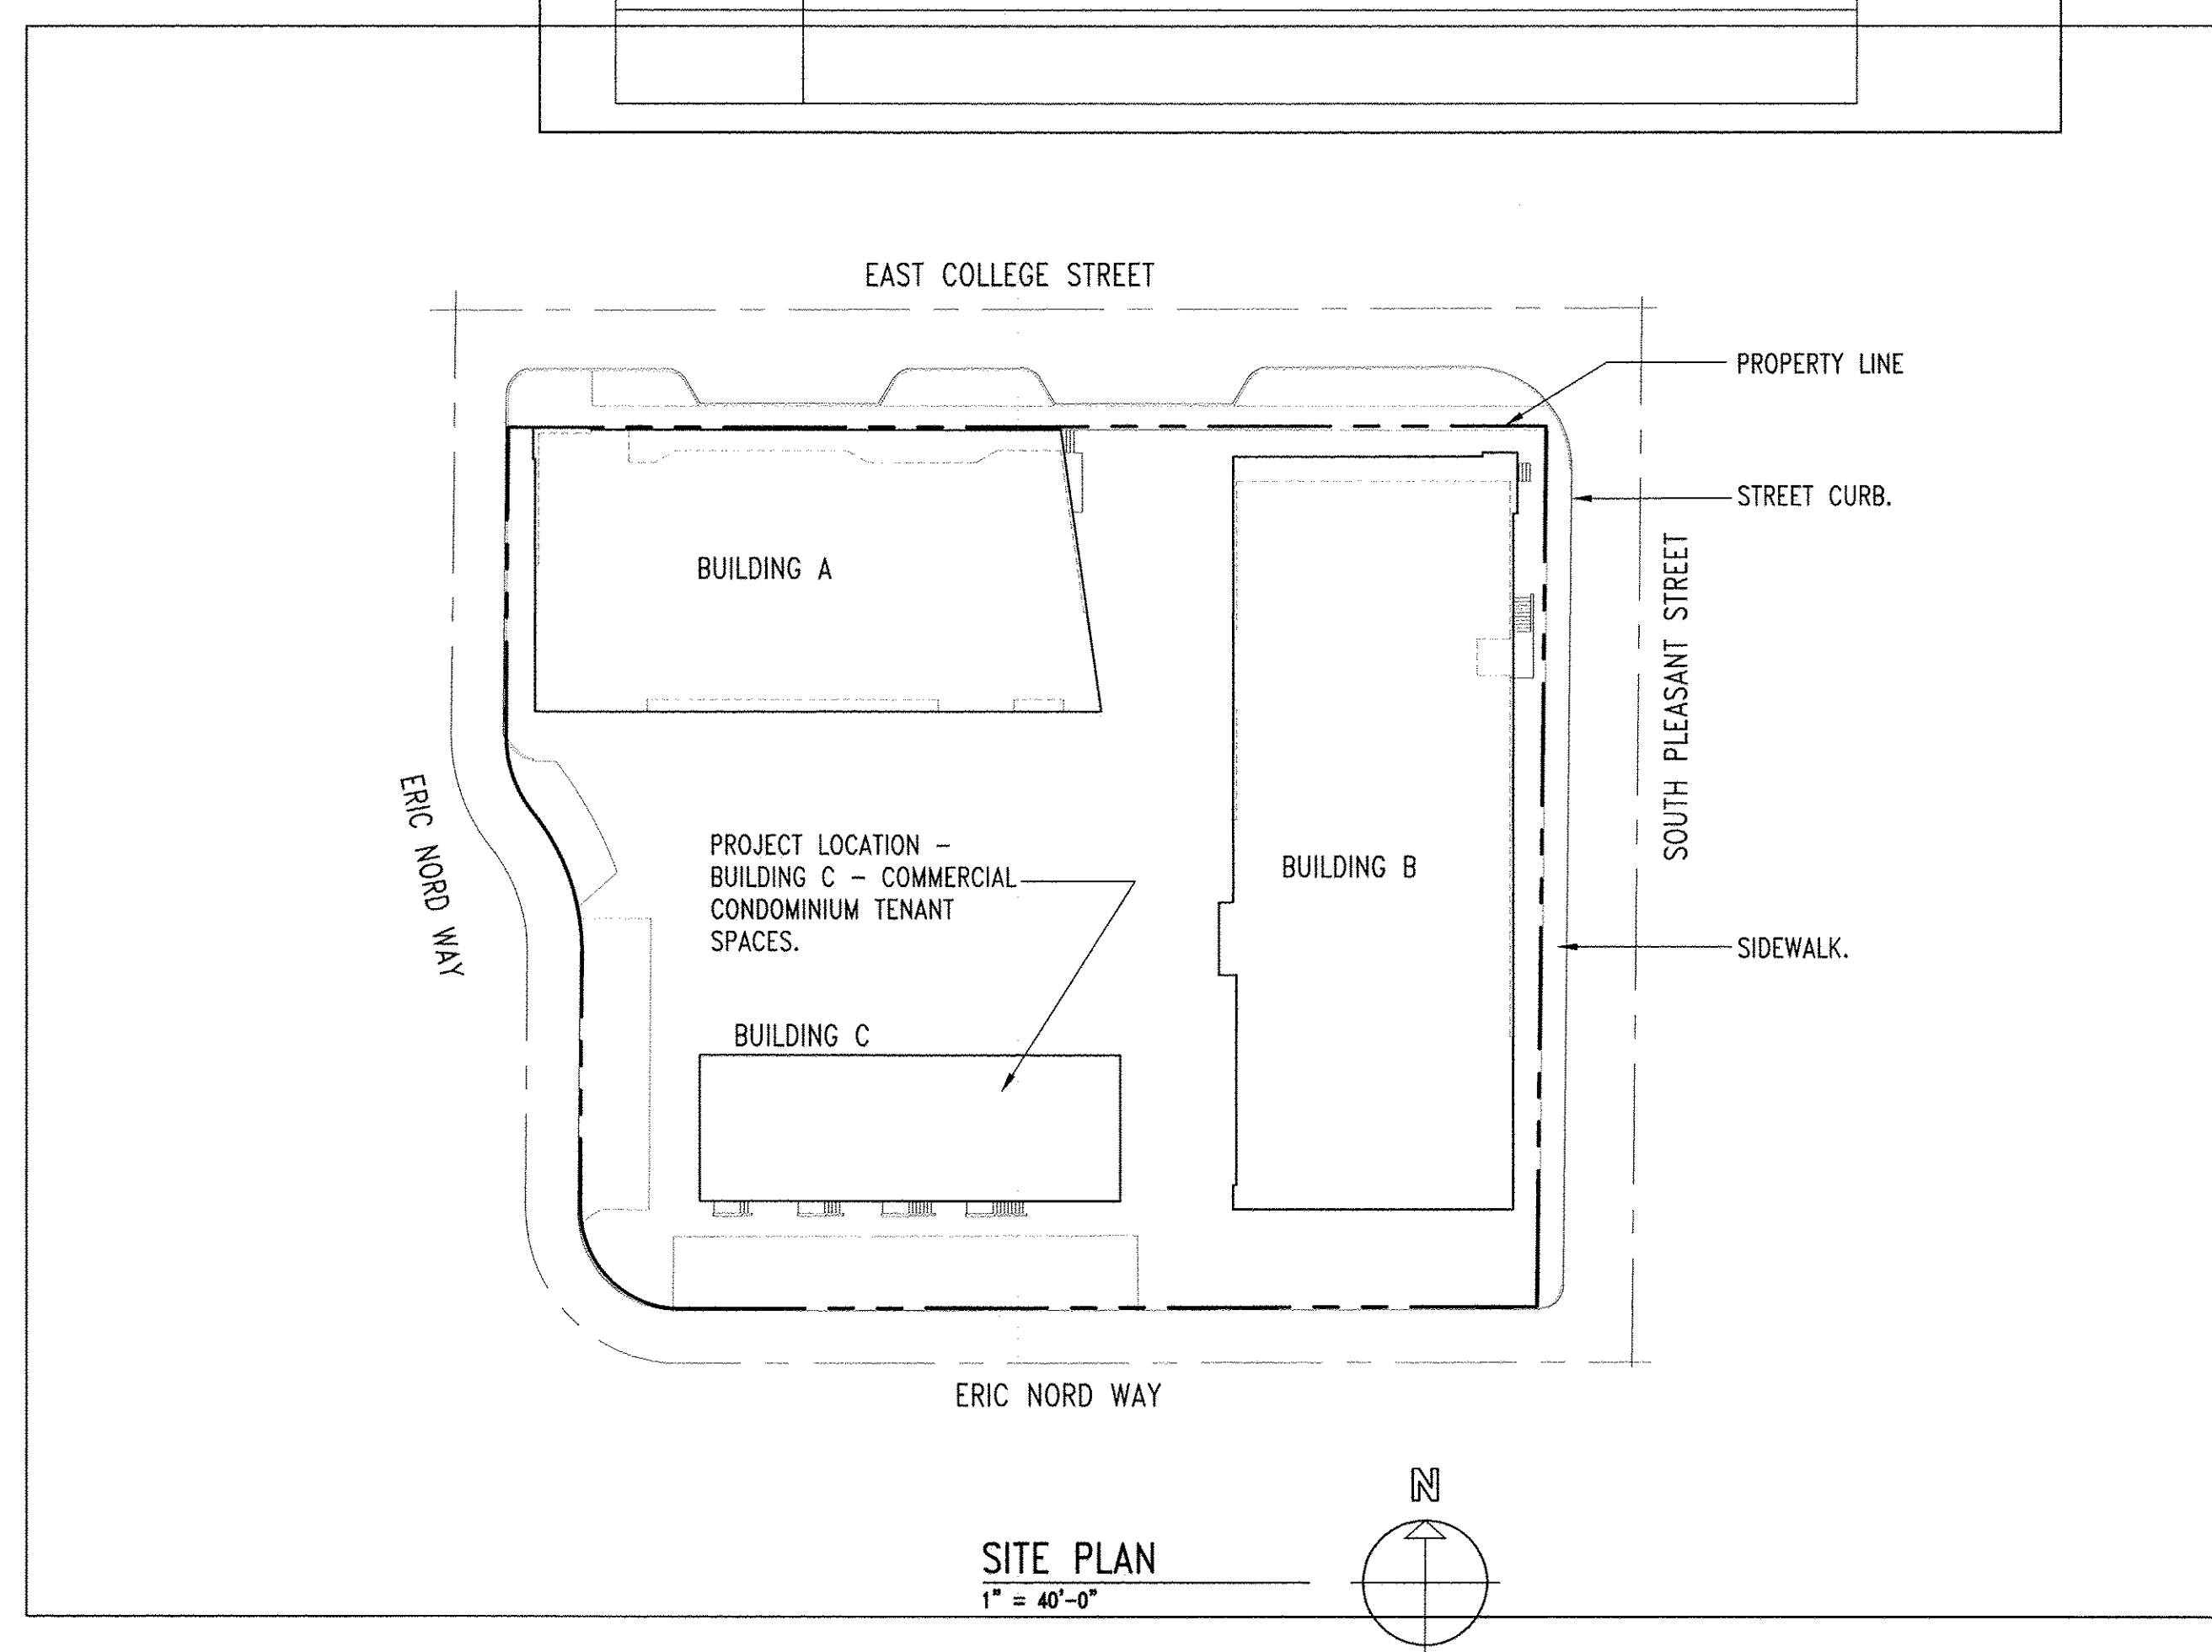 EAST COLLEGE STREET
PROPERTY LINE
STREET CURB.
BUILDING A
SOUTH PLEASANT STREET
ERIC NORD WAY
PROJECT LOCATION -
BUILDING C - COMMERCIAL
CONDOMINIUM TENANT
SPACES.
BUILDING B
SIDEWALK.
BUILDING C
ERIC NORD WAY
N
SITE PLAN
1" = 40'-0"